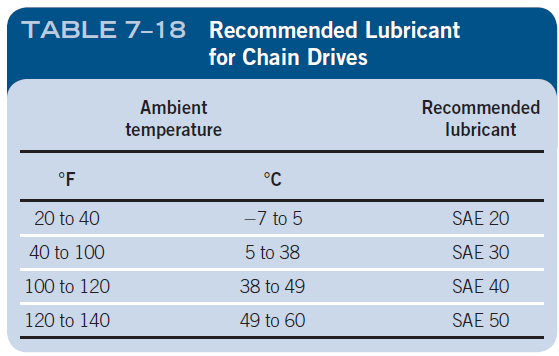 TABLE 7–18 Recommended Lubricant
for Chain Drives
Ambient
temperature
Recommended
lubricant
°F °C
20 to 40 –7 to 5 SAE 20
40 to 100 5 to 38 SAE 30
100 to 120 38 to 49 SAE 40
120 to 140 49 to 60 SAE 50